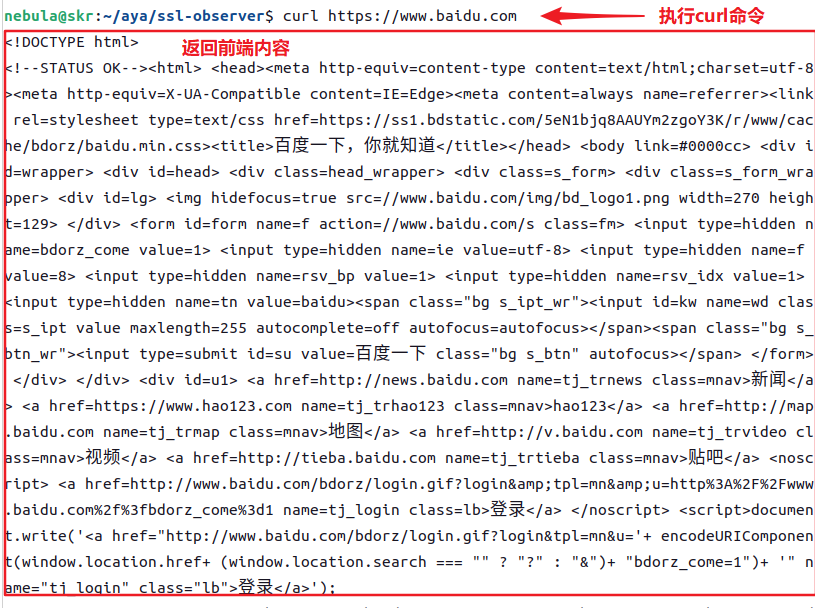 nebula@skr:~/aya/ssl-observer$ curl https://www.baidu.com 执行curl命令
<!DOCTYPE html> 返回前端内容
<!--STATUS OK--><html> <head><meta http-equiv=content-type content=text/html;charset=utf-8
><meta http-equiv=X-UA-Compatible content=IE=Edge><meta content=always name=referrer><link
 rel=stylesheet type=text/css href=https://ss1.bdstatic.com/5eN1bjq8AAUYm2zgoY3K/r/www/cac
he/bdorz/baidu.min.css><title>百度一下，你就知道</title></head> <body link=#0000cc> <div i
d=wrapper> <div id=head> <div class=head_wrapper> <div class=s_form> <div class=s_form_wra
pper> <div id=lg> <img hidefocus=true src=//www.baidu.com/img/bd_logo1.png width=270 heigh
t=129> </div> <form id=form name=f action=//www.baidu.com/s class=fm> <input type=hidden n
ame=bdorz_come value=1> <input type=hidden name=ie value=utf-8> <input type=hidden name=f 
value=8> <input type=hidden name=rsv_bp value=1> <input type=hidden name=rsv_idx value=1> 
<input type=hidden name=tn value=baidu><span class="bg s_ipt_wr"><input id=kw name=wd clas
s=s_ipt value maxlength=255 autocomplete=off autofocus=autofocus></span><span class="bg s_
btn_wr"><input type=submit id=su value=百度一下 class="bg s_btn" autofocus></span> </form>
 </div> </div> <div id=u1> <a href=http://news.baidu.com name=tj_trnews class=mnav>新闻</a
> <a href=https://www.hao123.com name=tj_trhao123 class=mnav>hao123</a> <a href=http://map
.baidu.com name=tj_trmap class=mnav>地图</a> <a href=http://v.baidu.com name=tj_trvideo cl
ass=mnav>视频</a> <a href=http://tieba.baidu.com name=tj_trtieba class=mnav>贴吧</a> <nosc
ript> <a href=http://www.baidu.com/bdorz/login.gif?login&amp;tpl=mn&amp;u=http%3A%2F%2Fwww
.baidu.com%2f%3fbdorz_come%3d1 name=tj_login class=lb>登录</a> </noscript> <script>documen
t.write('<a href="http://www.baidu.com/bdorz/login.gif?login&tpl=mn&u='+ encodeURIComponen
t(window.location.href+ (window.location.search === "" ? "?" : "&")+ "bdorz_come=1")+ '" n
ame="tj_login" class="lb">登录</a>');